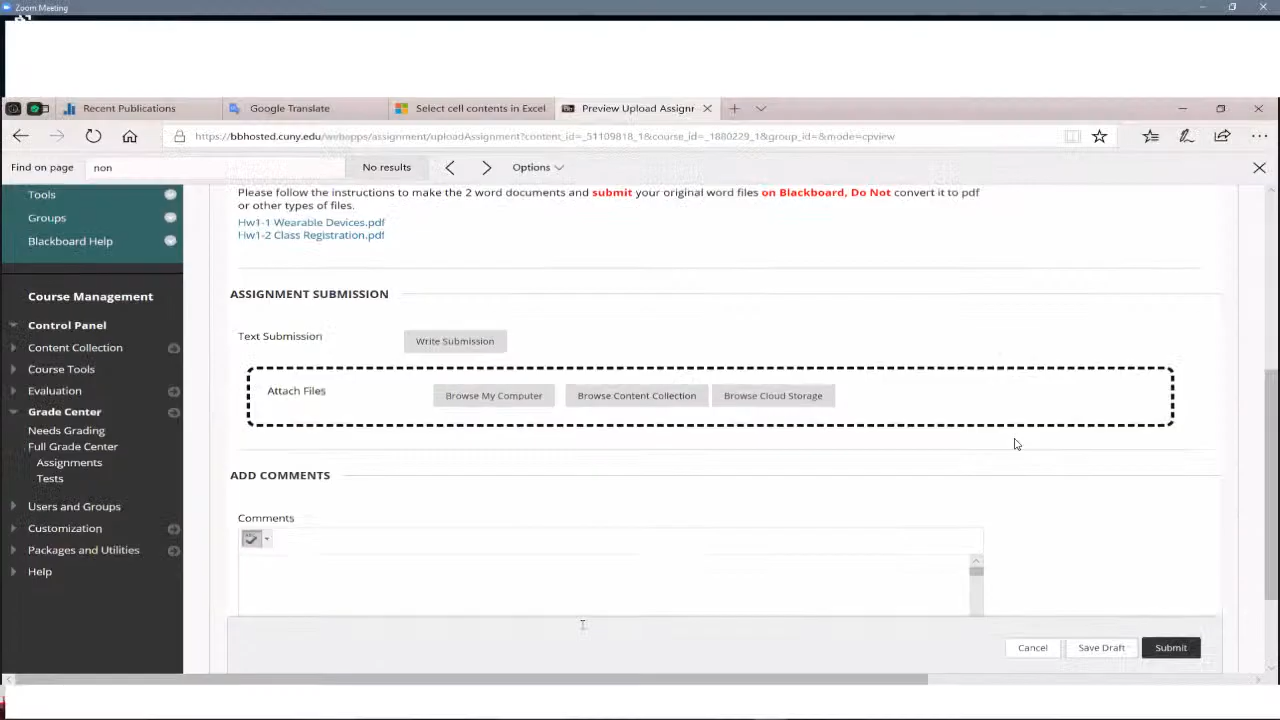 Zoom Meeting
Recent Publications
Google Translate
Select cell contents in Excel
Preview Upload Assignr
https://bbhosted.cuny.edu/webapps/assignment/uploadAssignment?content_id=_51109818_1&course_id=_1880229_1&group_id=&mode=cpview
Find on page
non
No results
Options
Tools
Groups
Blackboard Help
Course Management
Control Panel
Content Collection
Course Tools
Evaluation
Grade Center
Needs Grading
Full Grade Center
Assignments
Tests
Users and Groups
Customization
Packages and Utilities
Help
Please follow the instructions to make the 2 word documents and submit your original word files on Blackboard, Do Not convert it to pdf
or other types of files.
Hw1-1 Wearable Devices.pdf
Hw1-2 Class Registration.pdf
ASSIGNMENT SUBMISSION
Text Submission
Write Submission
Attach Files
Browse My Computer
Browse Content Collection
Browse Cloud Storage
ADD COMMENTS
Comments
Cancel
Save Draft
Submit